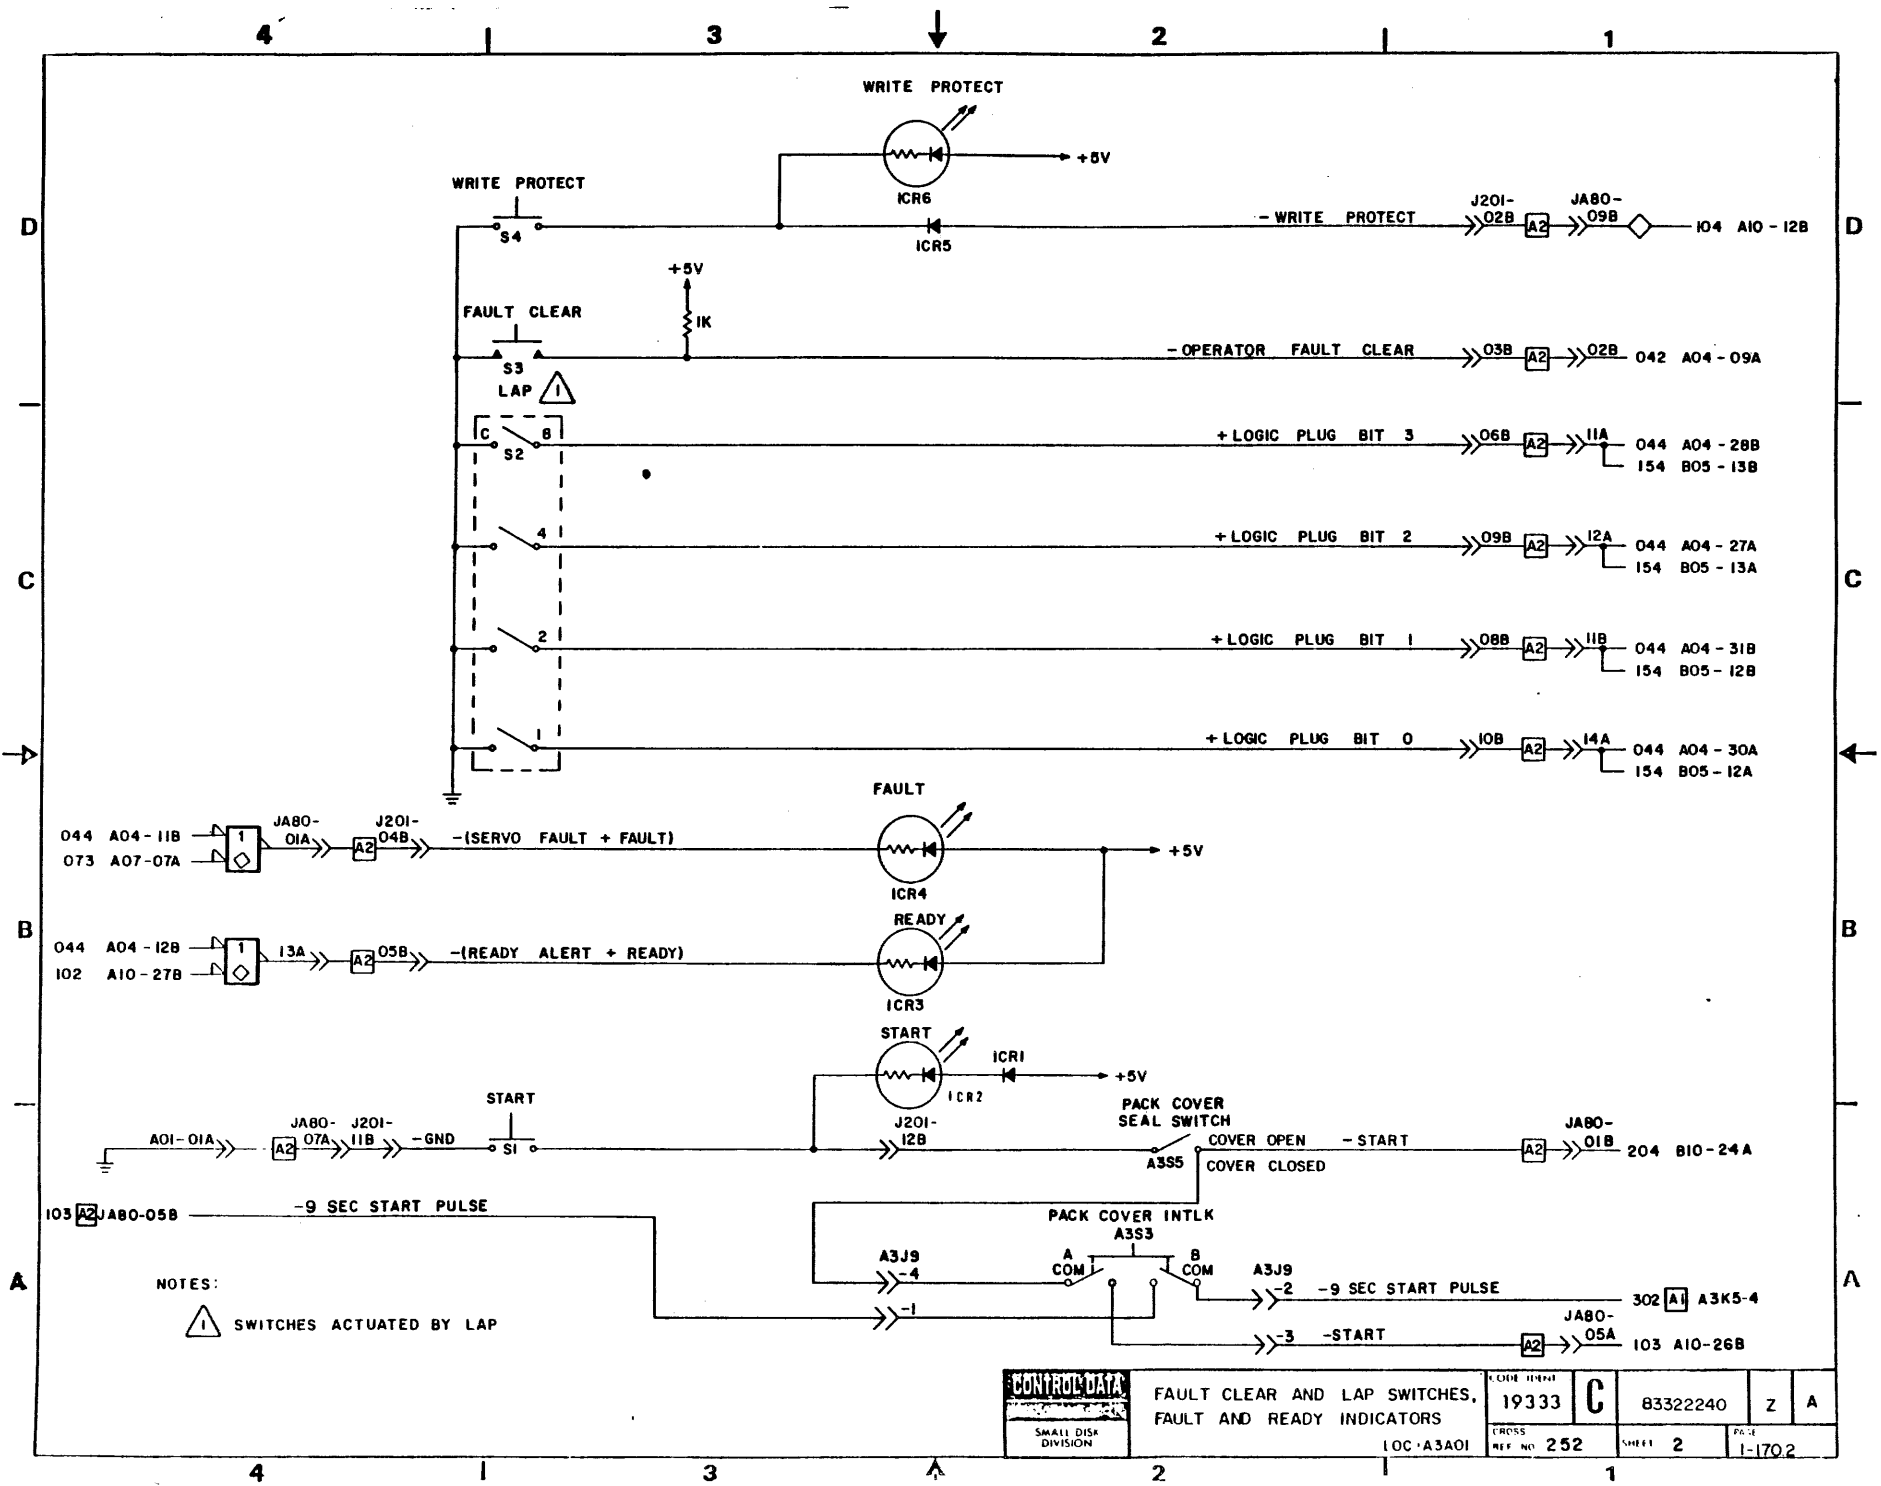 4 3 2 1
WRITE PROTECT
+5V
ICR6
WRITE PROTECT
S4
ICR5
- WRITE PROTECT
J201-
02B
A2
JA80-
09B
104 A10 - 12B
D
D
+5V
1K
FAULT CLEAR
S3
LAP
1
- OPERATOR FAULT CLEAR
03B
A2
02B
042 A04 - 09A
C
8
S2
+ LOGIC PLUG BIT 3
06B
A2
11A
044 A04 - 28B
154 B05 - 13B
4
+ LOGIC PLUG BIT 2
09B
A2
12A
044 A04 - 27A
154 B05 - 13A
C
C
2
+ LOGIC PLUG BIT 1
08B
A2
11B
044 A04 - 31B
154 B05 - 12B
1
+ LOGIC PLUG BIT 0
10B
A2
14A
044 A04 - 30A
154 B05 - 12A
FAULT
044 A04 - 11B
073 A07-07A
1
JA80-
01A
A2
J201-
04B
-(SERVO FAULT + FAULT)
+5V
ICR4
B
B
READY
044 A04 - 12B
102 A10-27B
1
13A
A2
05B
-(READY ALERT + READY)
ICR3
START
ICR1
+5V
ICR2
START
A01-01A
A2
JA80-
07A
J201-
11B
-GND
S1
J201-
12B
PACK COVER
SEAL SWITCH
A3S5
COVER OPEN
COVER CLOSED
-START
A2
JA80-
01B
204 B10-24A
103 A2 JA80-05B
-9 SEC START PULSE
PACK COVER INTLK
A3S3
A3J9
-4
A
COM
B
COM
A3J9
-2
-9 SEC START PULSE
302 A1 A3K5-4
-1
-3
-START
A2
JA80-
05A
103 A10-26B
A
A
NOTES:
1 SWITCHES ACTUATED BY LAP
CONTROL DATA
SMALL DISK
DIVISION
FAULT CLEAR AND LAP SWITCHES,
FAULT AND READY INDICATORS
LOC: A3A01
CODE IDENT
19333
C
83322240
Z
A
CROSS
REF NO 252
SHEET 2
PAGE
1-170.2
4 3 2 1